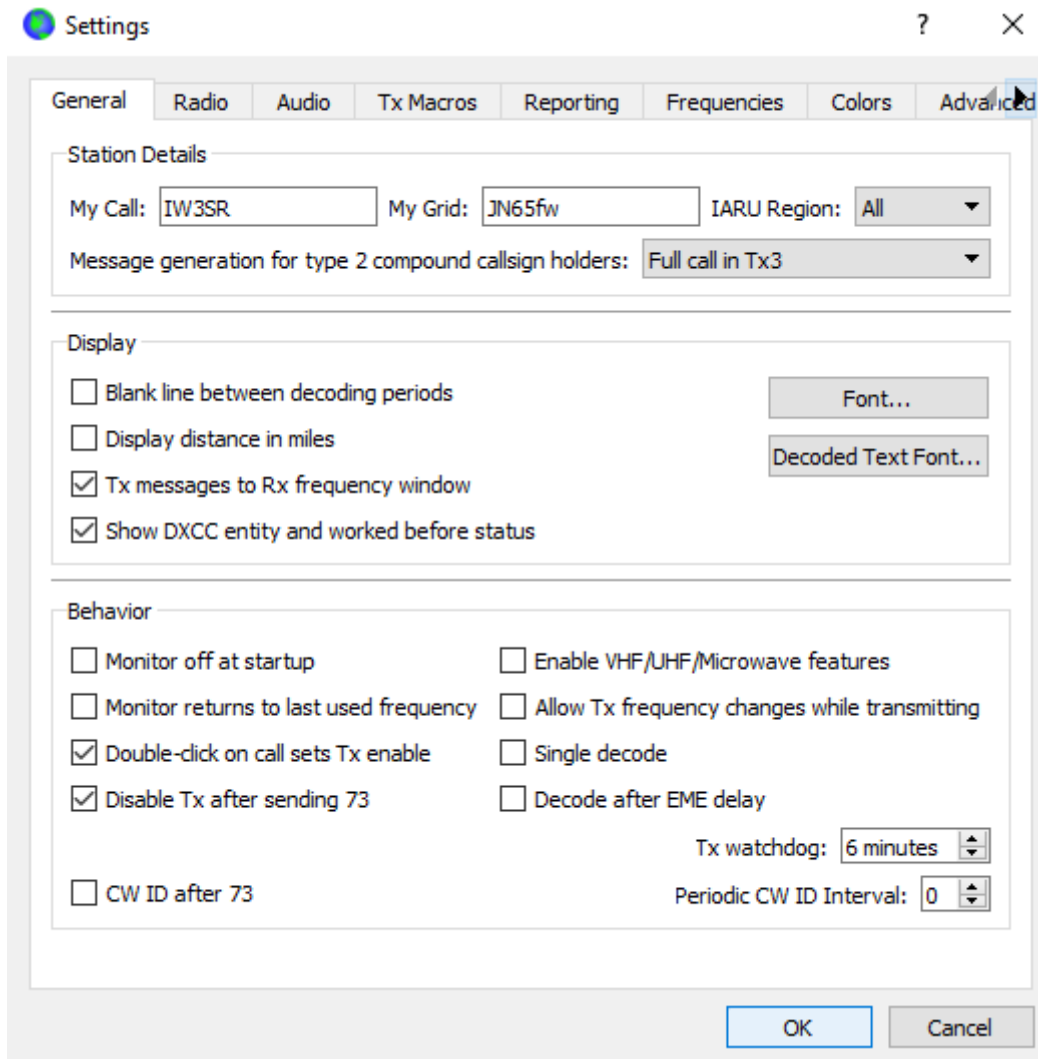 Settings ? ×
General Radio Audio Tx Macros Reporting Frequencies Colors Advanced
Station Details
My Call: IW3SR My Grid: JN65fw IARU Region: All
Message generation for type 2 compound callsign holders: Full call in Tx3
Display
Blank line between decoding periods Font...
Display distance in miles
Decoded Text Font...
Tx messages to Rx frequency window
Show DXCC entity and worked before status
Behavior
Monitor off at startup Enable VHF/UHF/Microwave features
Monitor returns to last used frequency Allow Tx frequency changes while transmitting
Double-click on call sets Tx enable Single decode
Disable Tx after sending 73 Decode after EME delay
Tx watchdog: 6 minutes
CW ID after 73 Periodic CW ID Interval: 0
OK Cancel